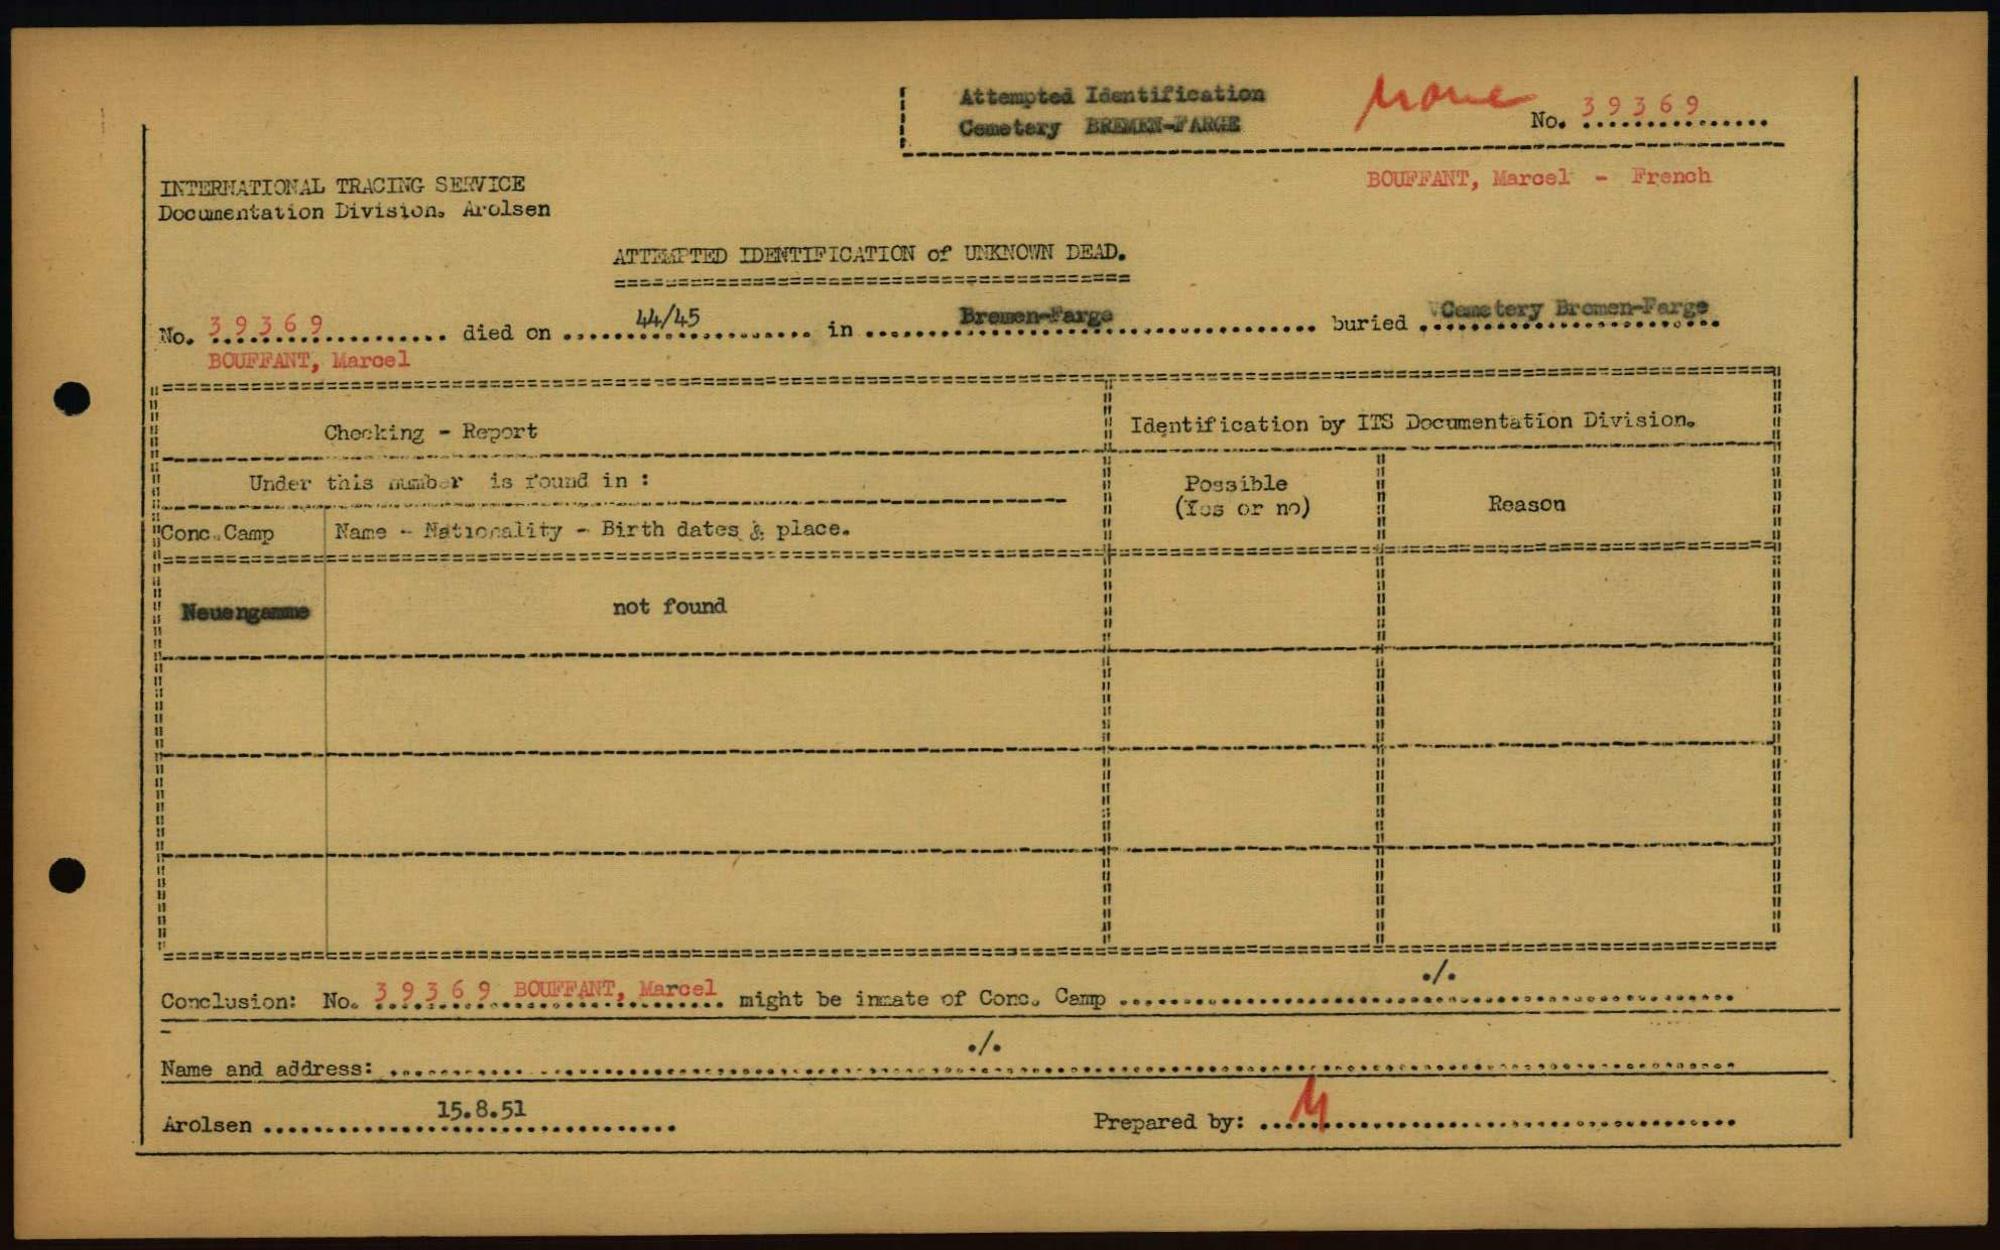 Attempted Identification
Cemetery BREMEN-FARGE
None
No. 39369
BOUFFANT, Marcel - French
INTERNATIONAL TRACING SERVICE
Documentation Division, Arolsen
ATTEMPTED IDENTIFICATION of UNKNOWN DEAD.
No. 39369 died on 44/45 in Bremen-Farge buried Cemetery Bremen-Farge
BOUFFANT, Marcel
Checking - Report
Identification by ITS Documentation Division.
Under this number is found in :
Possible
(Yes or no)
Reason
Conc. Camp
Name - Nationality - Birth dates & place.
Neuengamme
not found
Conclusion: No. 39369 BOUFFANT, Marcel might be inmate of Conc. Camp ./.
Name and address: ./.
Arolsen 15.8.51
Prepared by: